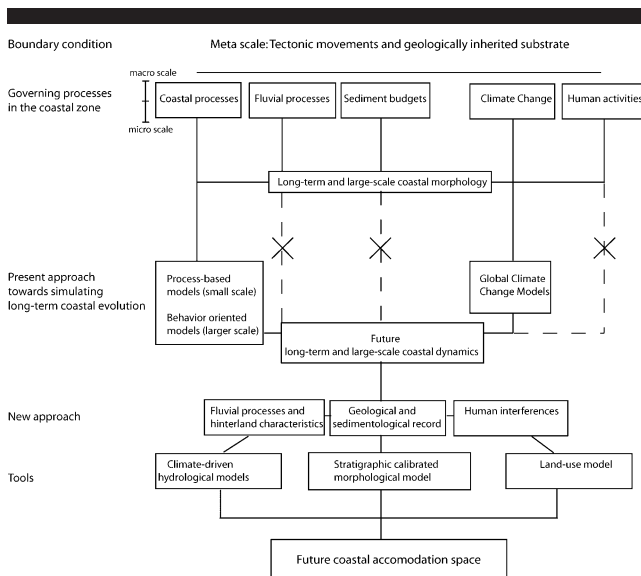 Boundary condition
Meta scale: Tectonic movements and geologically inherited substrate
Governing processes
in the coastal zone
macro scale
micro scale
Coastal processes
Fluvial processes
Sediment budgets
Climate Change
Human activities
Long-term and large-scale coastal morphology
Present approach
towards simulating
long-term coastal evolution
Process-based
models (small scale)
Behavior oriented
models (larger scale)
Global Climate
Change Models
Future
long-term and large-scale coastal dynamics
New approach
Fluvial processes and
hinterland characteristics
Geological and
sedimentological record
Human interferences
Tools
Climate-driven
hydrological models
Stratigraphic calibrated
morphological model
Land-use model
Future coastal accomodation space